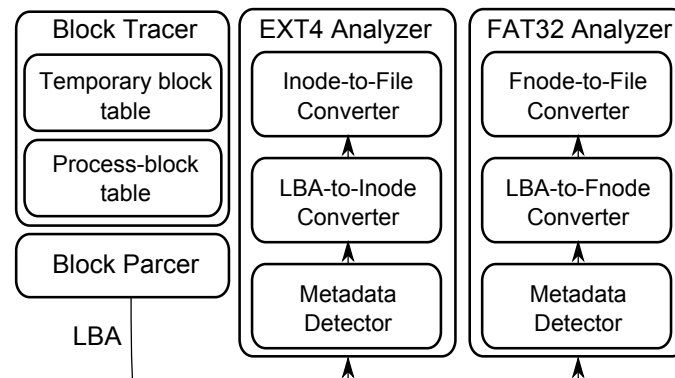 Block Tracer
Temporary block
table
Process-block
table
Block Parcer
LBA
EXT4 Analyzer
Inode-to-File
Converter
LBA-to-Inode
Converter
Metadata
Detector
FAT32 Analyzer
Fnode-to-File
Converter
LBA-to-Fnode
Converter
Metadata
Detector